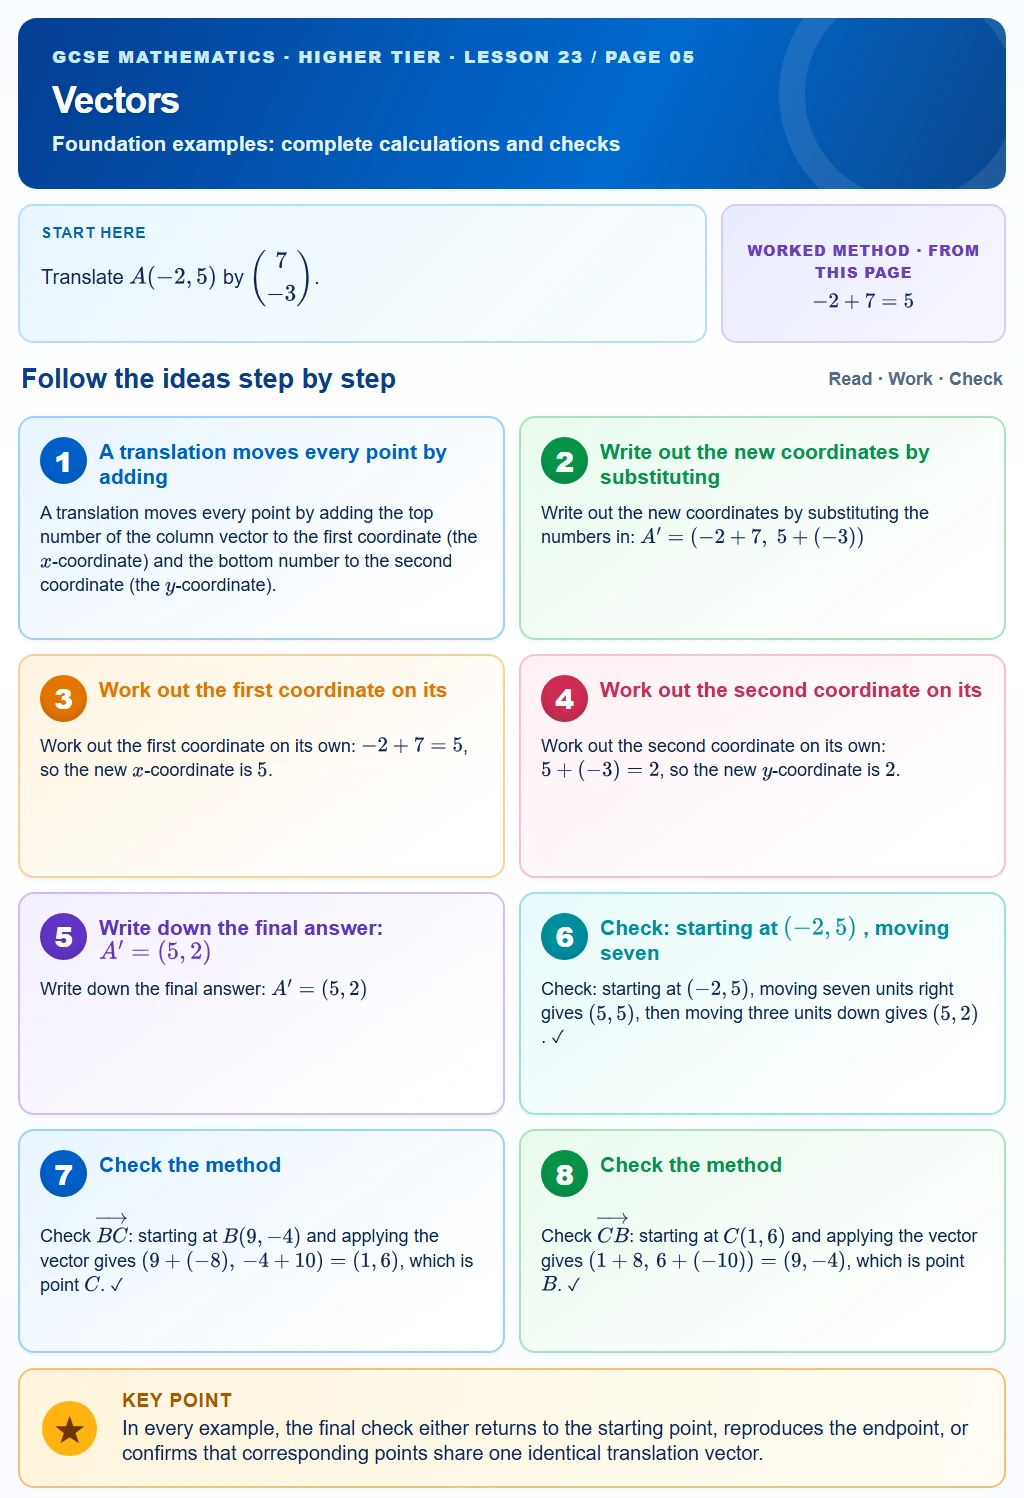 GCSE MATHEMATICS · HIGHER TIER · LESSON 23 / PAGE 05
Vectors
Foundation examples: complete calculations and checks
START HERE
Translate A(−2, 5) by (7 −3).
WORKED METHOD · FROM
THIS PAGE
−2 + 7 = 5
Follow the ideas step by step
Read · Work · Check
1
A translation moves every point by
adding
A translation moves every point by adding the top
number of the column vector to the first coordinate (the
x-coordinate) and the bottom number to the second
coordinate (the y-coordinate).
2
Write out the new coordinates by
substituting
Write out the new coordinates by substituting the
numbers in: A′ = (−2 + 7, 5 + (−3))
3
Work out the first coordinate on its
Work out the first coordinate on its own: −2 + 7 = 5,
so the new x-coordinate is 5.
4
Work out the second coordinate on its
Work out the second coordinate on its own:
5 + (−3) = 2, so the new y-coordinate is 2.
5
Write down the final answer:
A′ = (5, 2)
Write down the final answer: A′ = (5, 2)
6
Check: starting at (−2, 5) , moving
seven
Check: starting at (−2, 5), moving seven units right
gives (5, 5), then moving three units down gives (5, 2)
. ✓
7
Check the method
Check \overrightarrow{BC}: starting at B(9, −4) and applying the
vector gives (9 + (−8), −4 + 10) = (1, 6), which is
point C. ✓
8
Check the method
Check \overrightarrow{CB}: starting at C(1, 6) and applying the vector
gives (1 + 8, 6 + (−10)) = (9, −4), which is point
B. ✓
KEY POINT
In every example, the final check either returns to the starting point, reproduces the endpoint, or
confirms that corresponding points share one identical translation vector.